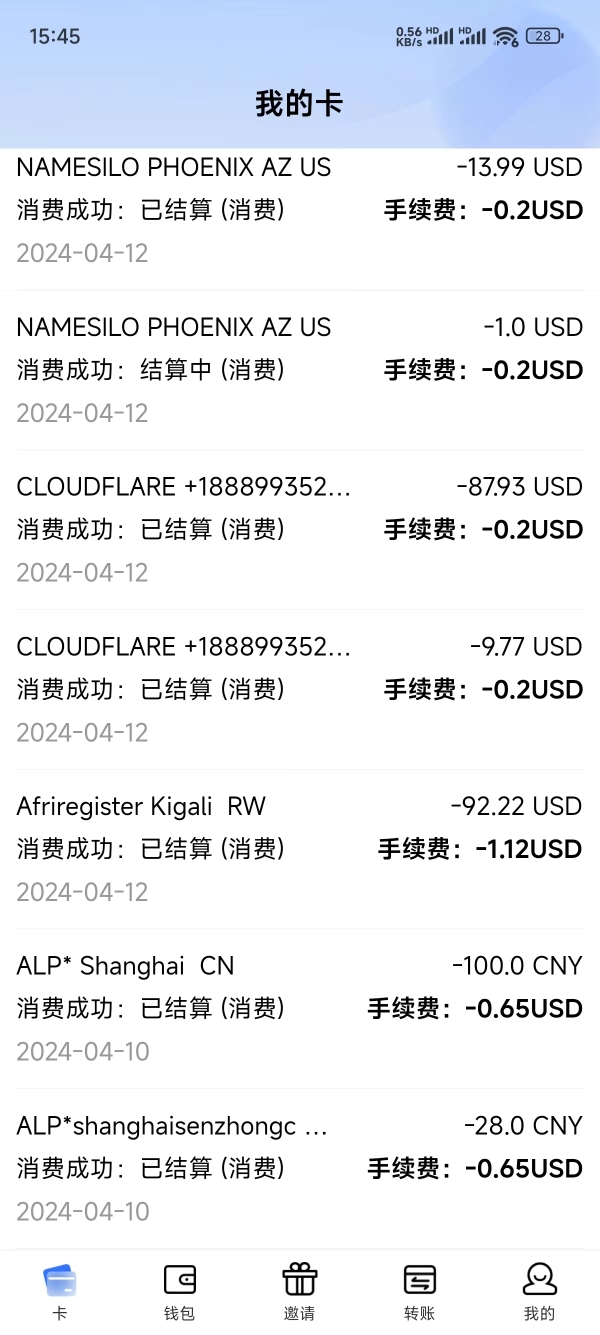 15:45
0.56 KB/s HD HD 6 28
我的卡
NAMESILO PHOENIX AZ US -13.99 USD
消费成功：已结算 (消费) 手续费：-0.2USD
2024-04-12
NAMESILO PHOENIX AZ US -1.0 USD
消费成功：结算中 (消费) 手续费：-0.2USD
2024-04-12
CLOUDFLARE +188899352... -87.93 USD
消费成功：已结算 (消费) 手续费：-0.2USD
2024-04-12
CLOUDFLARE +188899352... -9.77 USD
消费成功：已结算 (消费) 手续费：-0.2USD
2024-04-12
Afriregister Kigali  RW -92.22 USD
消费成功：已结算 (消费) 手续费：-1.12USD
2024-04-12
ALP* Shanghai  CN -100.0 CNY
消费成功：已结算 (消费) 手续费：-0.65USD
2024-04-10
ALP*shanghaisenzhongc ... -28.0 CNY
消费成功：已结算 (消费) 手续费：-0.65USD
2024-04-10
卡 钱包 邀请 转账 我的